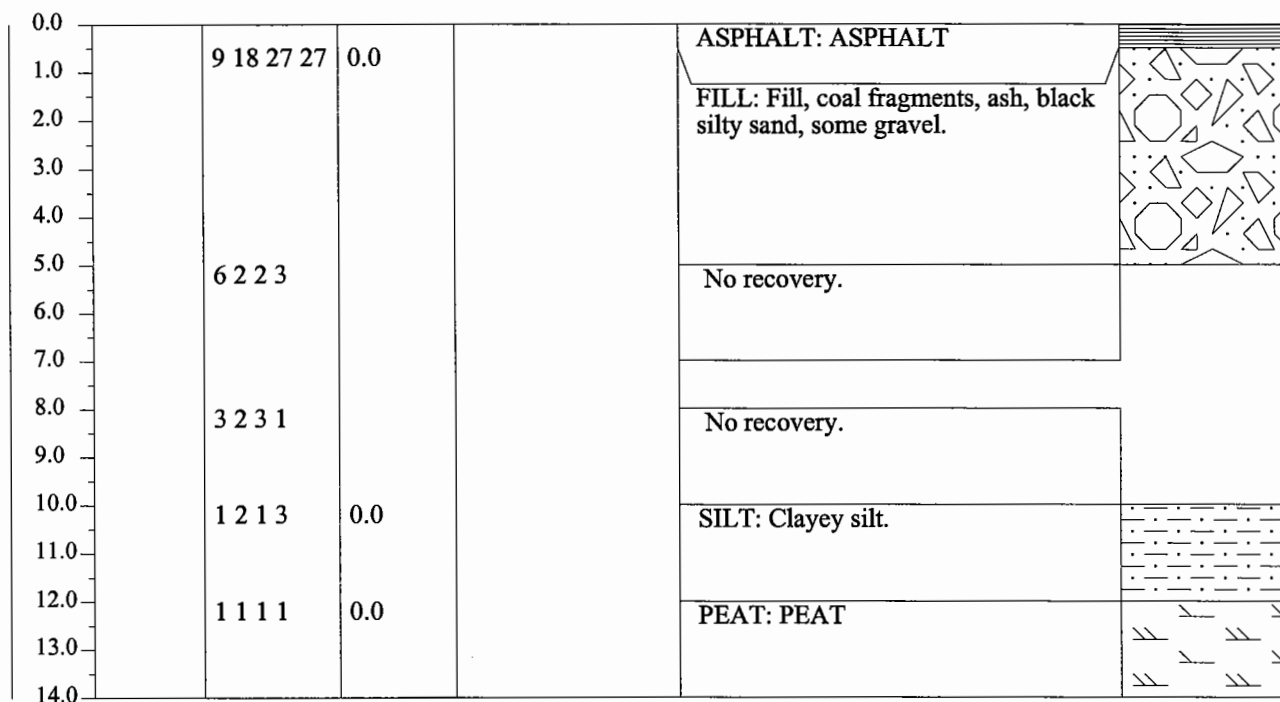 0.0
ASPHALT: ASPHALT
9 18 27 27 0.0
1.0
FILL: Fill, coal fragments, ash, black
2.0
silty sand, some gravel.
3.0
4.0
5.0
6 2 2 3
No recovery.
6.0
7.0
8.0
3 2 3 1
No recovery.
9.0
10.0
1 2 1 3 0.0
SILT: Clayey silt.
11.0
12.0
1 1 1 1 0.0
PEAT: PEAT
13.0
14.0